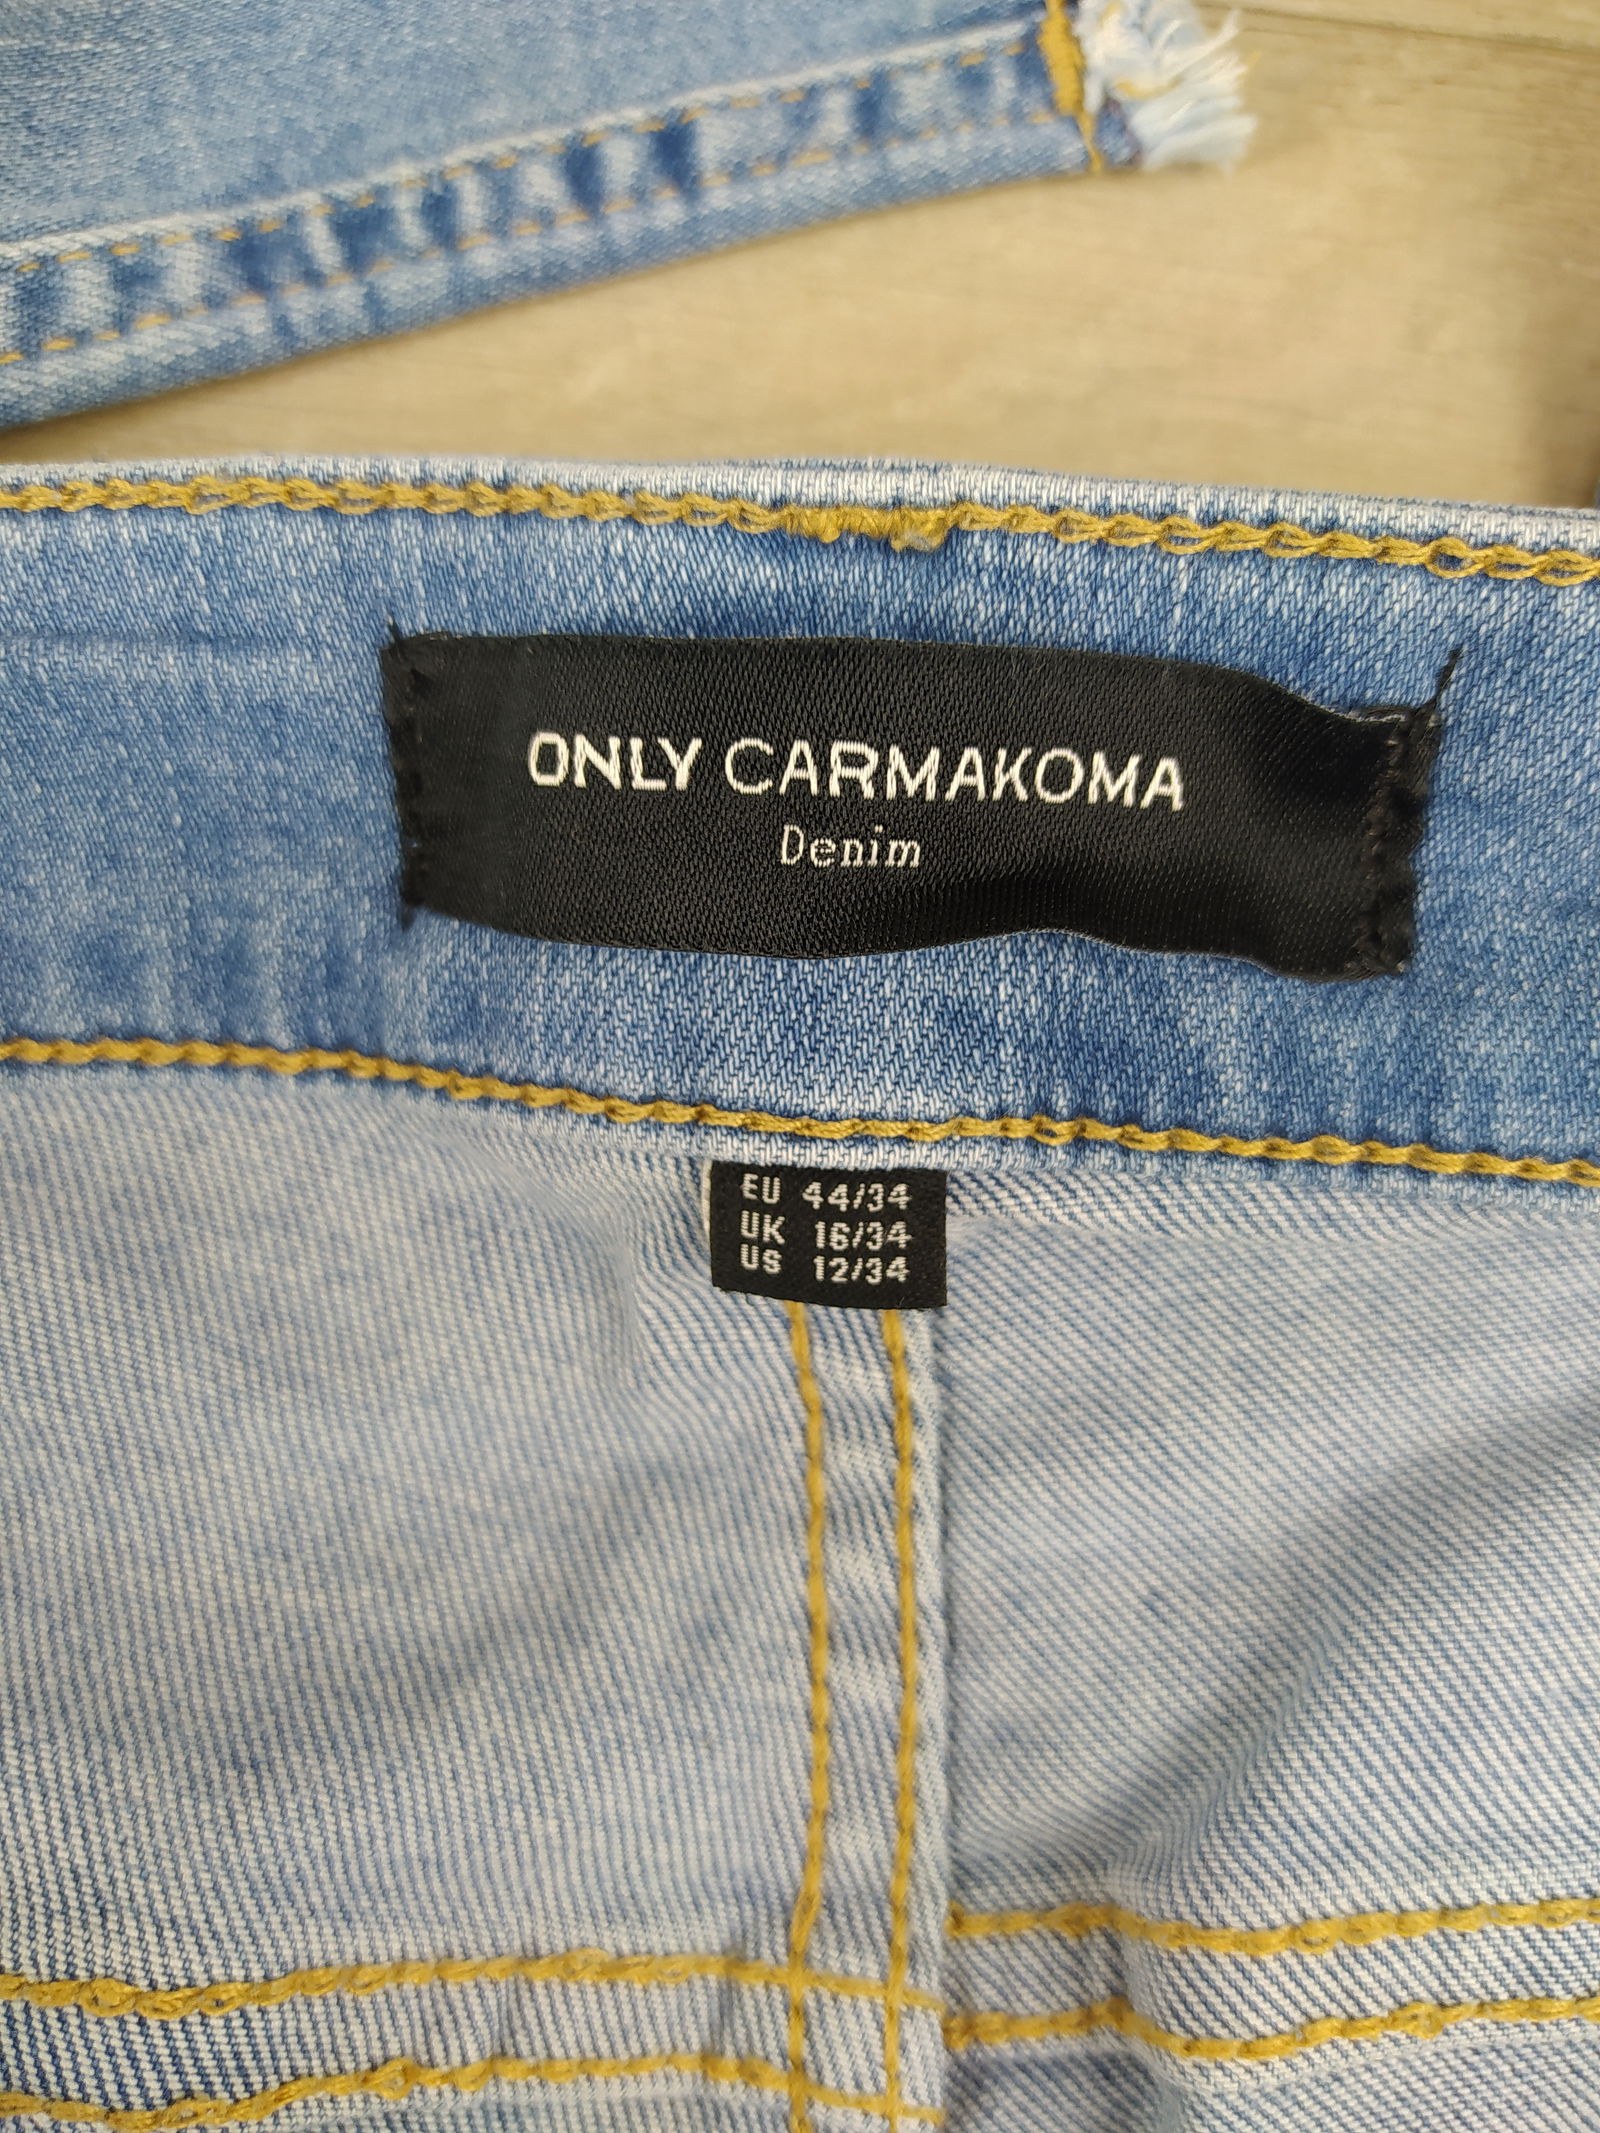 ONLY CARMAKOMA
Denim
EU 44/34
UK 16/34
US 12/34